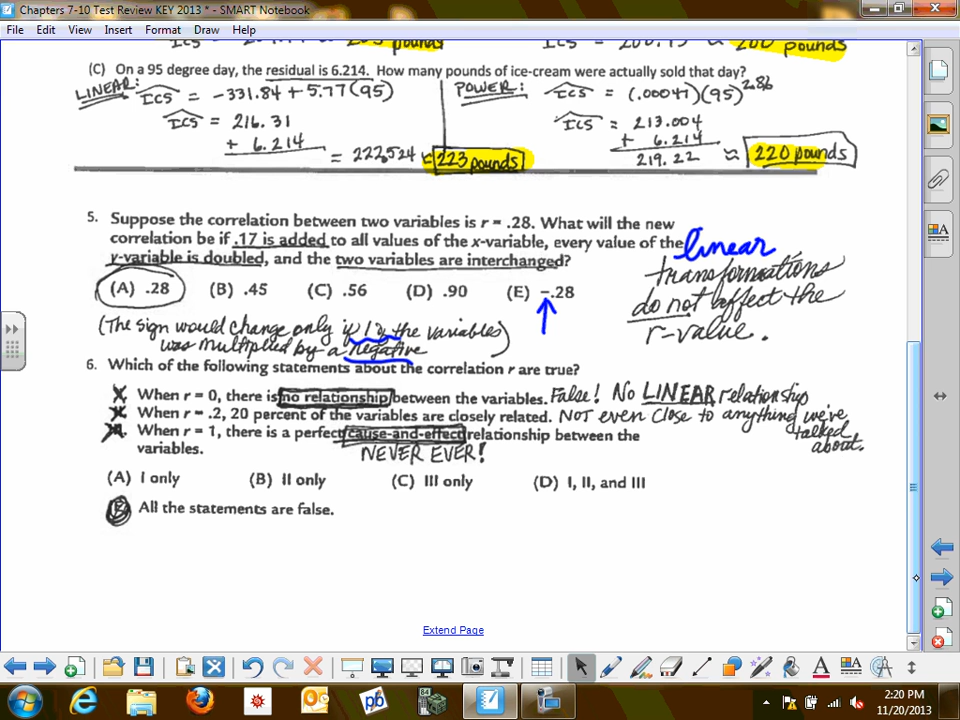 Chapters 7-10 Test Review KEY 2013 * - SMART Notebook
File Edit View Insert Format Draw Help
pounds 200 pounds
(C) On a 95 degree day, the residual is 6.214. How many pounds of ice-cream were actually sold that day?
LINEAR: ICS = -331.84 + 5.77(95)
POWER: ICS = (.00047)(95)^2.86
ICS = 216.31
ICS = 213.004
+ 6.214
+ 6.214
= 222.524 ≈ 223 pounds
219.22 ≈ 220 pounds
5. Suppose the correlation between two variables is r = .28. What will the new
correlation be if .17 is added to all values of the x-variable, every value of the
y-variable is doubled, and the two variables are interchanged?
linear
transformations
do not affect the
r-value.
(A) .28 (B) .45 (C) .56 (D) .90 (E) -.28
(The sign would change only if 1 of the variables
was multiplied by a negative)
6. Which of the following statements about the correlation r are true?
When r = 0, there is no relationship between the variables. False! No LINEAR relationship
When r = .2, 20 percent of the variables are closely related. Not even close to anything we've
talked
about.
When r = 1, there is a perfect cause-and-effect relationship between the
variables. NEVER EVER!
(A) I only (B) II only (C) III only (D) I, II, and III
All the statements are false.
Extend Page
2:20 PM
11/20/2013